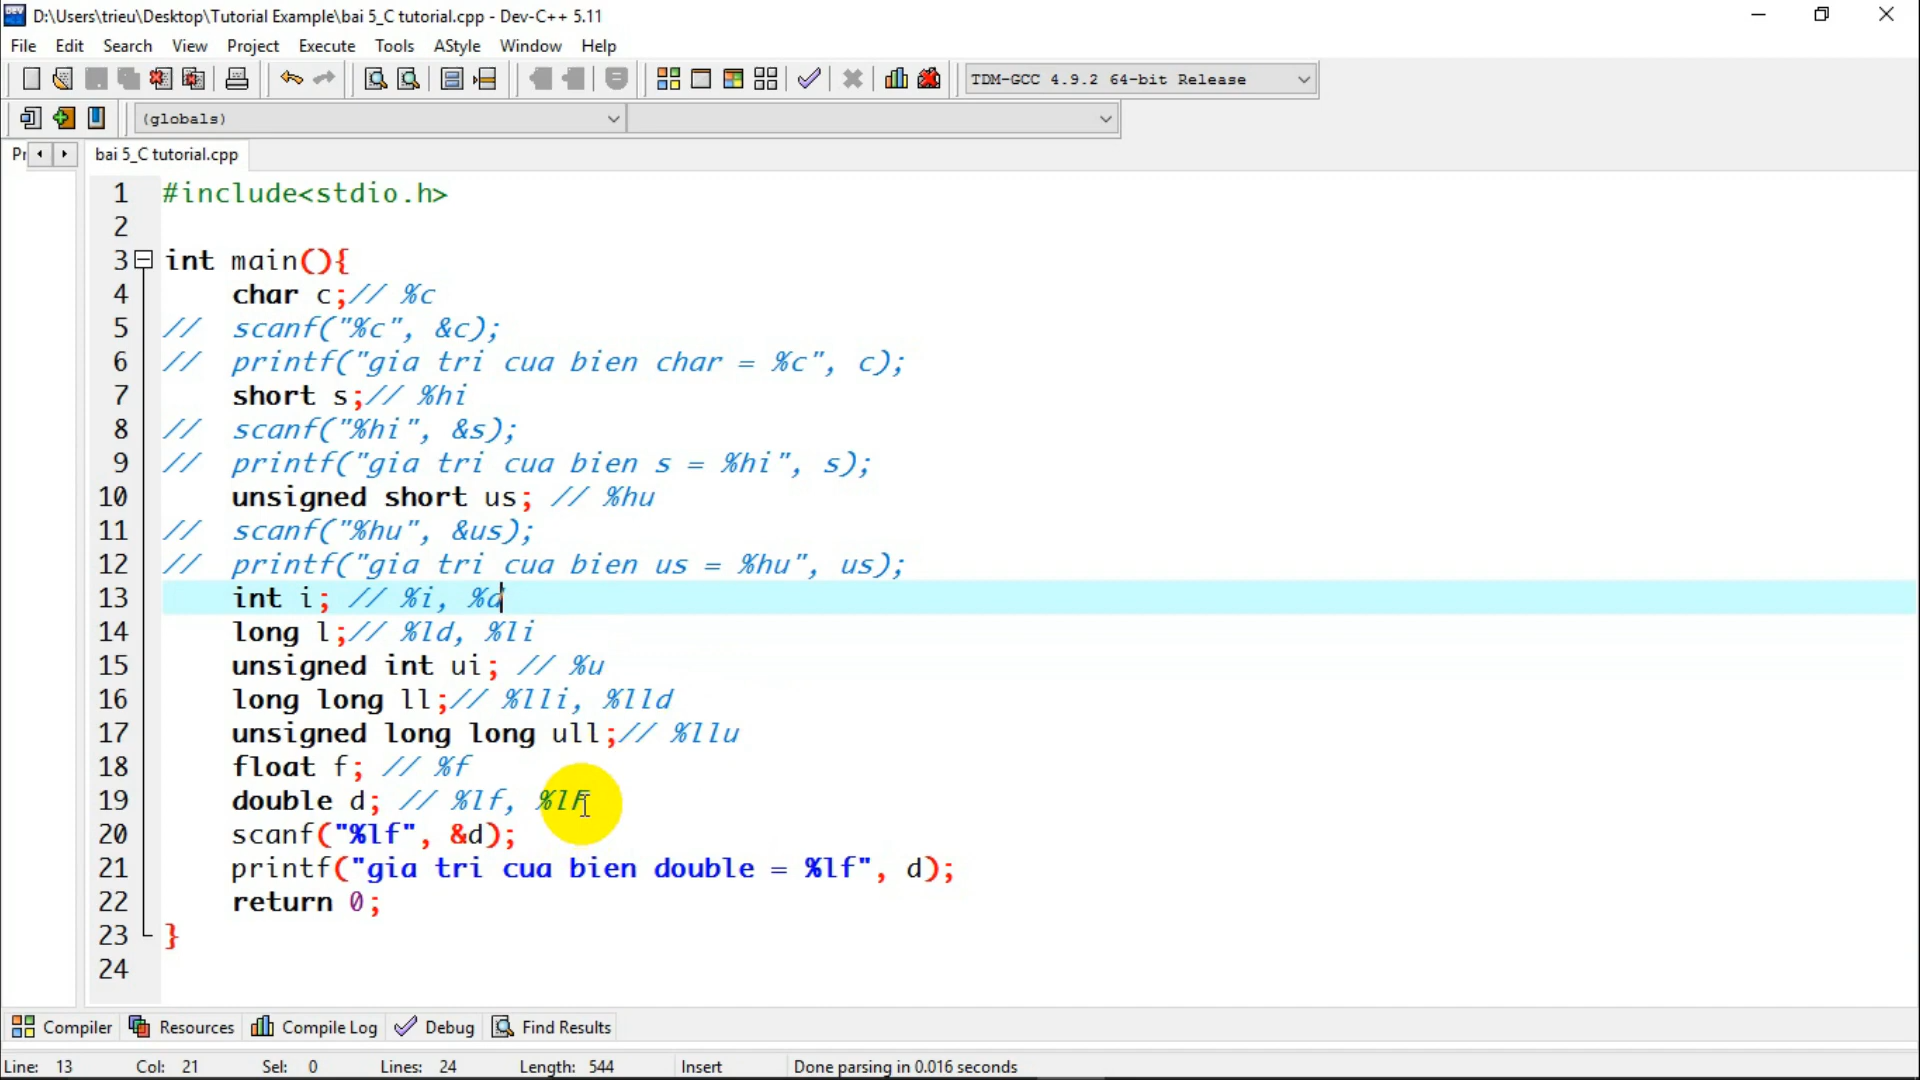 D:\Users\trieu\Desktop\Tutorial Example\bai 5_C tutorial.cpp - Dev-C++ 5.11
File Edit Search View Project Execute Tools AStyle Window Help
TDM-GCC 4.9.2 64-bit Release
(globals)
bai 5_C tutorial.cpp
1 #include<stdio.h>
2
3 int main(){
4 char c;// %c
5 // scanf("%c", &c);
6 // printf("gia tri cua bien char = %c", c);
7 short s;// %hi
8 // scanf("%hi", &s);
9 // printf("gia tri cua bien s = %hi", s);
10 unsigned short us; // %hu
11 // scanf("%hu", &us);
12 // printf("gia tri cua bien us = %hu", us);
13 int i; // %i, %d
14 long l;// %ld, %li
15 unsigned int ui; // %u
16 long long ll;// %lli, %lld
17 unsigned long long ull;// %llu
18 float f; // %f
19 double d; // %lf, %lF
20 scanf("%lf", &d);
21 printf("gia tri cua bien double = %lf", d);
22 return 0;
23 }
24
Compiler Resources Compile Log Debug Find Results
Line: 13 Col: 21 Sel: 0 Lines: 24 Length: 544 Insert Done parsing in 0.016 seconds